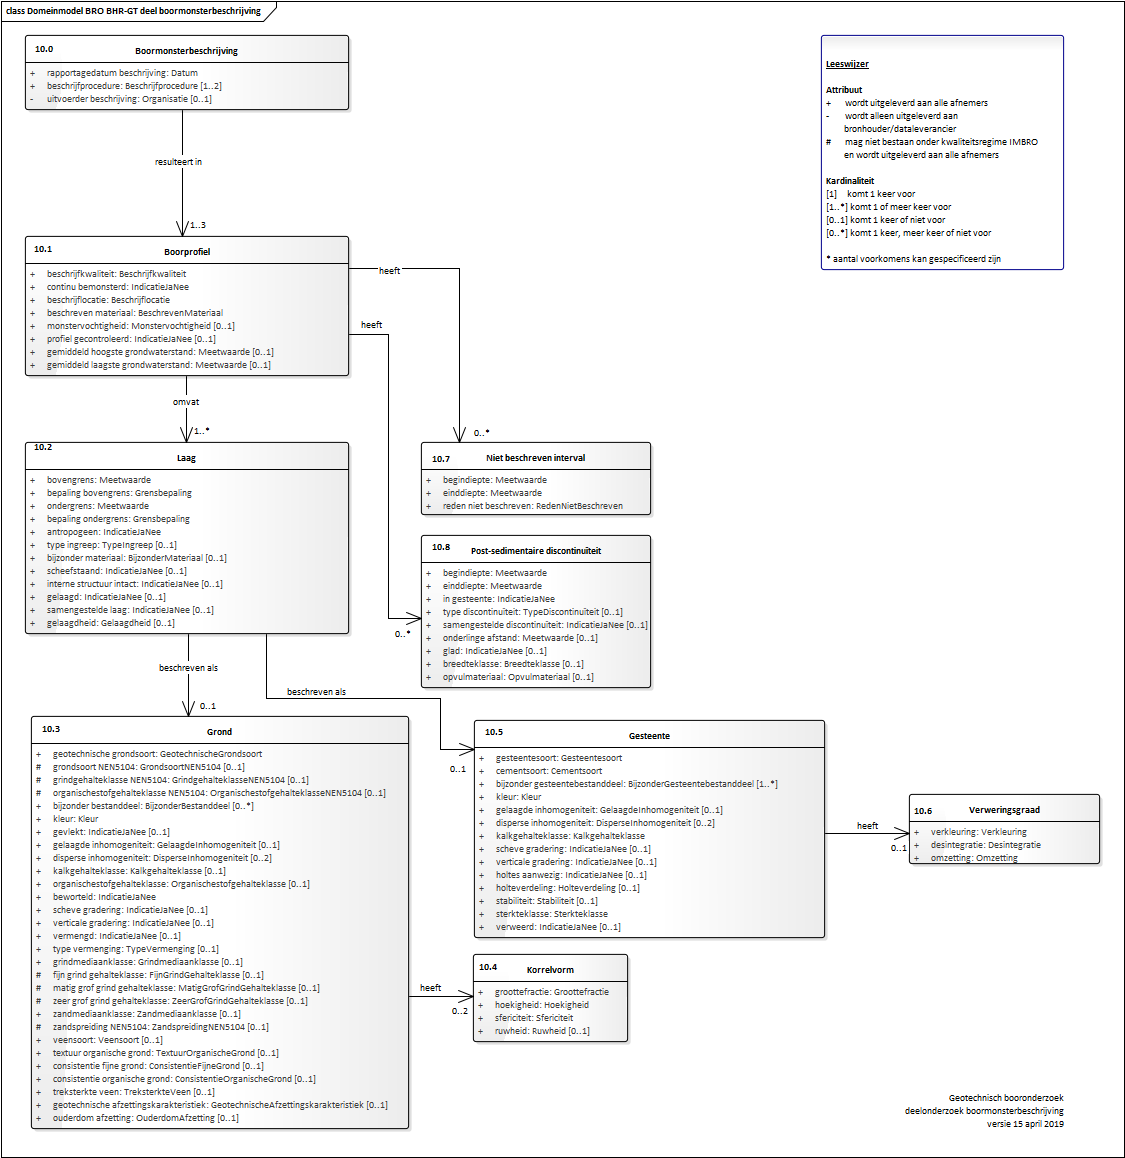 class Domeinmodel BRO BHR-GT deel boormonsterbeschrijving
10.0 Boormonsterbeschrijving
+ rapportagedatum beschrijving: Datum
+ beschrijfprocedure: Beschrijfprocedure [1..2]
- uitvoerder beschrijving: Organisatie [0..1]
resulteert in
1..3
Leeswijzer
Attribuut
+ wordt uitgeleverd aan alle afnemers
- wordt alleen uitgeleverd aan
bronhouder/dataleverancier
# mag niet bestaan onder kwaliteitsregime IMBRO
en wordt uitgeleverd aan alle afnemers
Kardinaliteit
[1] komt 1 keer voor
[1..*] komt 1 of meer keer voor
[0..1] komt 1 keer of niet voor
[0..*] komt 1 keer, meer keer of niet voor
* aantal voorkomens kan gespecificeerd zijn
10.1 Boorprofiel
+ beschrijfkwaliteit: Beschrijfkwaliteit
+ continu bemonsterd: IndicatieJaNee
+ beschrijflocatie: Beschrijflocatie
+ beschreven materiaal: BeschrevenMateriaal
+ monstervochtigheid: Monstervochtigheid [0..1]
+ profiel gecontroleerd: IndicatieJaNee [0..1]
+ gemiddeld hoogste grondwaterstand: Meetwaarde [0..1]
+ gemiddeld laagste grondwaterstand: Meetwaarde [0..1]
heeft
heeft
omvat
1..*
0..*
0..*
10.2 Laag
+ bovengrens: Meetwaarde
+ bepaling bovengrens: Grensbepaling
+ ondergrens: Meetwaarde
+ bepaling ondergrens: Grensbepaling
+ antropogeen: IndicatieJaNee
+ type ingreep: TypeIngreep [0..1]
+ bijzonder materiaal: BijzonderMateriaal [0..1]
+ scheefstaand: IndicatieJaNee [0..1]
+ interne structuur intact: IndicatieJaNee [0..1]
+ gelaagd: IndicatieJaNee [0..1]
+ samengestelde laag: IndicatieJaNee [0..1]
+ gelaagdheid: Gelaagdheid [0..1]
10.7 Niet beschreven interval
+ begindiepte: Meetwaarde
+ einddiepte: Meetwaarde
+ reden niet beschreven: RedenNietBeschreven
10.8 Post-sedimentaire discontinuïteit
+ begindiepte: Meetwaarde
+ einddiepte: Meetwaarde
+ in gesteente: IndicatieJaNee
+ type discontinuïteit: TypeDiscontinuïteit [0..1]
+ samengestelde discontinuïteit: IndicatieJaNee [0..1]
+ onderlinge afstand: Meetwaarde [0..1]
+ glad: IndicatieJaNee [0..1]
+ breedteklasse: Breedteklasse [0..1]
+ opvulmateriaal: Opvulmateriaal [0..1]
beschreven als
0..1
beschreven als
0..1
10.3 Grond
+ geotechnische grondsoort: GeotechnischeGrondsoort
# grondsoort NEN5104: GrondsoortNEN5104 [0..1]
# grindgehalteklasse NEN5104: GrindgehalteklasseNEN5104 [0..1]
# organischestofgehalte NEN5104: OrganischestofgehalteklasseNEN5104 [0..1]
+ bijzonder bestanddeel: BijzonderBestanddeel [0..*]
+ kleur: Kleur
+ gevlekt: IndicatieJaNee [0..1]
+ gelaagde inhomogeniteit: GelaagdeInhomogeniteit [0..1]
+ disperse inhomogeniteit: DisperseInhomogeniteit [0..2]
+ kalkgehalteklasse: Kalkgehalteklasse [0..1]
+ organischestofgehalteklasse: Organischestofgehalteklasse [0..1]
+ beworteld: IndicatieJaNee
+ scheve gradering: IndicatieJaNee [0..1]
+ verticale gradering: IndicatieJaNee [0..1]
+ vermengd: IndicatieJaNee [0..1]
+ type vermenging: TypeVermenging [0..1]
+ grindmediaanklasse: Grindmediaanklasse [0..1]
# fijn grind gehalteklasse: FijnGrindGehalteklasse [0..1]
# matig grof grind gehalteklasse: MatigGrofGrindGehalteklasse [0..1]
# zeer grof grind gehalteklasse: ZeerGrofGrindGehalteklasse [0..1]
+ zandmediaanklasse: Zandmediaanklasse [0..1]
# zandspreiding NEN5104: ZandspreidingNEN5104 [0..1]
+ veensoort: Veensoort [0..1]
+ textuur organische grond: TextuurOrganischeGrond [0..1]
+ consistentie fijne grond: ConsistentieFijneGrond [0..1]
+ consistentie organische grond: ConsistentieOrganischeGrond [0..1]
+ treksterkte veen: TreksterkteVeen [0..1]
+ geotechnische afzettingskarakteristiek: GeotechnischeAfzettingskarakteristiek [0..1]
+ ouderdom afzetting: OuderdomAfzetting [0..1]
10.5 Gesteente
+ gesteentesoort: Gesteentesoort
+ cementsoort: Cementsoort
+ bijzonder gesteentebestanddeel: BijzonderGesteentebestanddeel [1..*]
+ kleur: Kleur
+ gelaagde inhomogeniteit: GelaagdeInhomogeniteit [0..1]
+ disperse inhomogeniteit: DisperseInhomogeniteit [0..2]
+ kalkgehalteklasse: Kalkgehalteklasse
+ scheve gradering: IndicatieJaNee [0..1]
+ verticale gradering: IndicatieJaNee [0..1]
+ holtes aanwezig: IndicatieJaNee [0..1]
+ holteverdeling: Holteverdeling [0..1]
+ stabiliteit: Stabiliteit [0..1]
+ sterkteklasse: Sterkteklasse
+ verweerd: IndicatieJaNee [0..1]
heeft
0..1
10.6 Verweringsgraad
+ verkleuring: Verkleuring
+ desintegratie: Desintegratie
+ omzetting: Omzetting
heeft
0..2
10.4 Korrelvorm
+ groottefractie: Groottefractie
+ hoekigheid: Hoekigheid
+ sfericiteit: Sfericiteit
+ ruwheid: Ruwheid [0..1]
Geotechnisch booronderzoek
deelonderzoek boormonsterbeschrijving
versie 15 april 2019